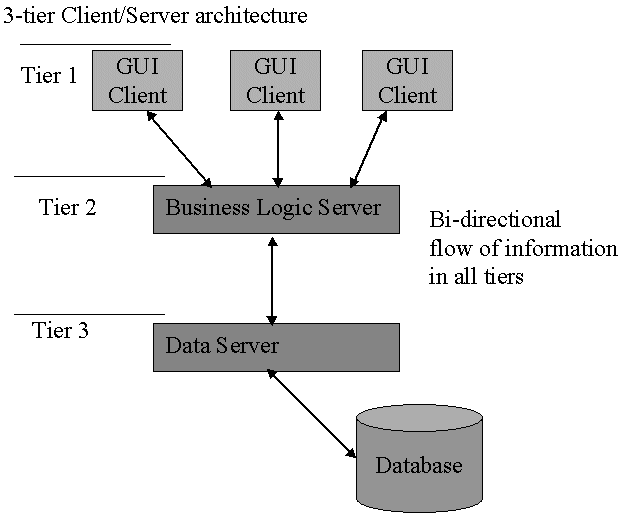 3-tier Client/Server architecture
Tier 1
GUI
Client
GUI
Client
GUI
Client
Tier 2
Business Logic Server
Bi-directional
flow of information
in all tiers
Tier 3
Data Server
Database